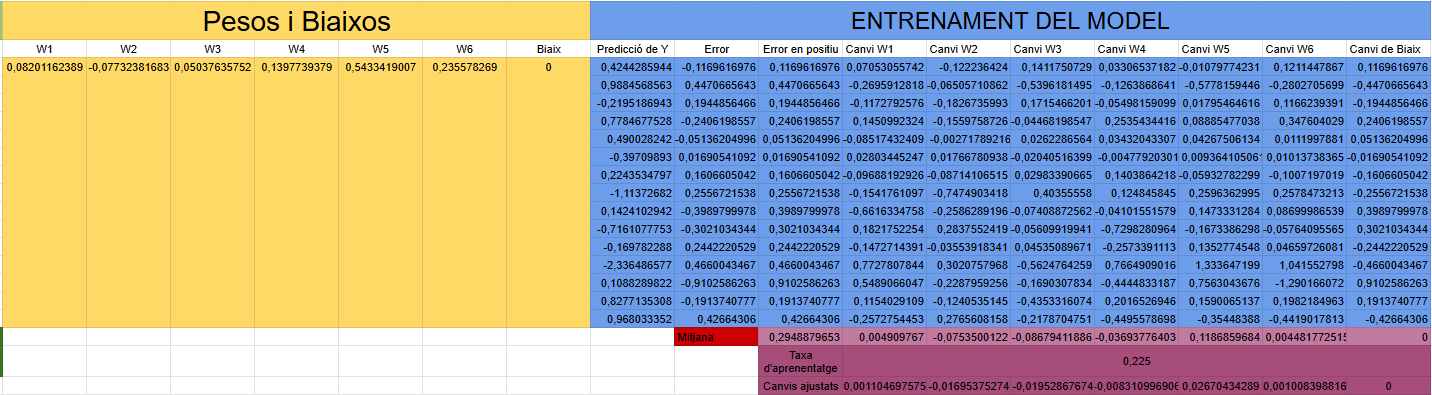 Pesos i Biaixos ENTRENAMENT DEL MODEL
W1 W2 W3 W4 W5 W6 Biaix Predicció de Y Error Error en positiu Canvi W1 Canvi W2 Canvi W3 Canvi W4 Canvi W5 Canvi W6 Canvi de Biaix
0,08201162389 -0,07732381683 0,05037635752 0,1397739379 0,5433419007 0,235578269 0 0,4244285944 -0,1169616976 0,1169616976 0,07053055742 -0,122236424 0,1411750729 0,03306537182 -0,01079774231 0,1211447867 0,1169616976
0,9884568563 0,4470665643 0,4470665643 -0,2695912818 -0,06505710862 -0,5396181495 -0,1263868641 -0,5778159446 -0,2802705699 -0,4470665643
-0,2195186943 0,1944856466 0,1944856466 -0,1172792576 -0,1826735993 0,1715466201 -0,05498159099 0,01795464616 0,1166239391 -0,1944856466
0,7784677528 -0,2406198557 0,2406198557 0,1450992324 -0,1559758726 -0,04468198547 0,2535434416 0,08885477038 0,347604029 0,2406198557
0,490028242 -0,05136204996 0,05136204996 -0,08517432409 -0,00271789216 0,0262286564 0,03432043307 0,04267506134 0,0111997881 0,05136204996
-0,39709893 0,01690541092 0,01690541092 0,02803445247 0,01766780938 -0,02040516399 -0,00477920301 0,009364105061 0,01013738365 -0,01690541092
0,2243534797 0,1606605042 0,1606605042 -0,09688192926 -0,08714106515 0,02983390665 0,1403864218 -0,05932782299 -0,1007197019 -0,1606605042
-1,11372682 0,2556721538 0,2556721538 -0,1541761097 -0,7474903418 0,40355558 0,124845845 0,2596362995 0,2578473213 -0,2556721538
0,1424102942 -0,3989799978 0,3989799978 -0,6616334758 -0,2586289196 -0,07408872562 -0,04101551579 0,1473331284 0,08699986539 0,3989799978
-0,7161077753 -0,3021034344 0,3021034344 0,1821752254 0,2837552419 -0,05609919941 -0,7298280964 -0,1673386298 -0,05764095565 0,3021034344
-0,169782288 0,2442220529 0,2442220529 -0,1472714391 -0,03553918341 0,04535089671 -0,2573391113 0,1352774548 0,04659726081 -0,2442220529
-2,336486577 0,4660043467 0,4660043467 0,7727807844 0,3020757968 -0,5624764259 0,7664909016 1,333647199 1,041552798 -0,4660043467
0,1088289822 -0,9102586263 0,9102586263 0,5489066047 -0,2287959256 -0,1690307834 -0,4444833187 0,7563043676 -1,290166072 0,9102586263
0,8277135308 -0,1913740777 0,1913740777 0,1154029109 -0,1240535145 -0,4353316074 0,2016526946 0,1590065137 0,1982184963 0,1913740777
0,968033352 0,42664306 0,42664306 -0,2572754453 0,2765608158 -0,2178704751 -0,4495578698 -0,35448388 -0,4419017813 -0,42664306
Mitjana 0,2948879653 0,004909767 -0,0753500122 -0,08679411886 -0,03693776403 0,1186859684 0,004481772515 0
Taxa
d'aprenentatge 0,225
Canvis ajustats 0,001104697575 -0,01695375274 -0,01952867674 -0,008310996906 0,02670434289 0,001008398816 0